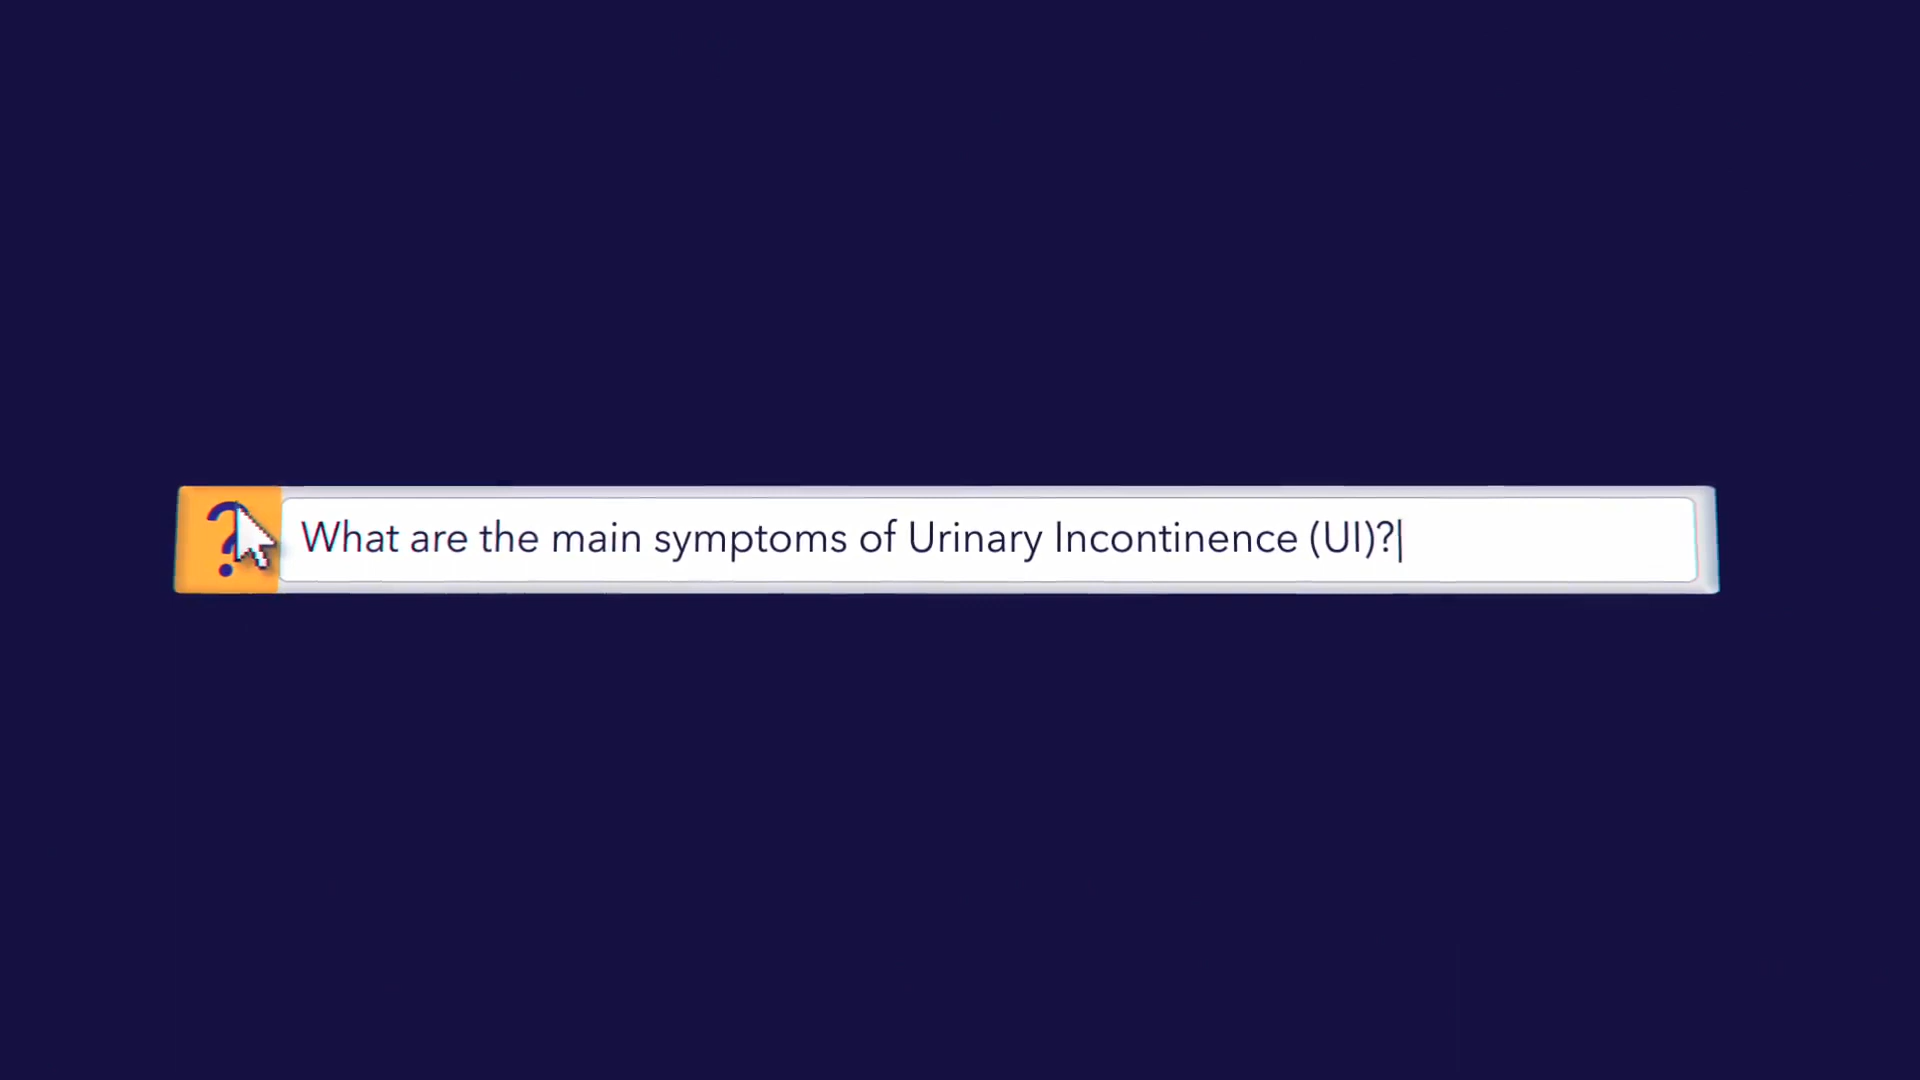 ? What are the main symptoms of Urinary Incontinence (UI)?